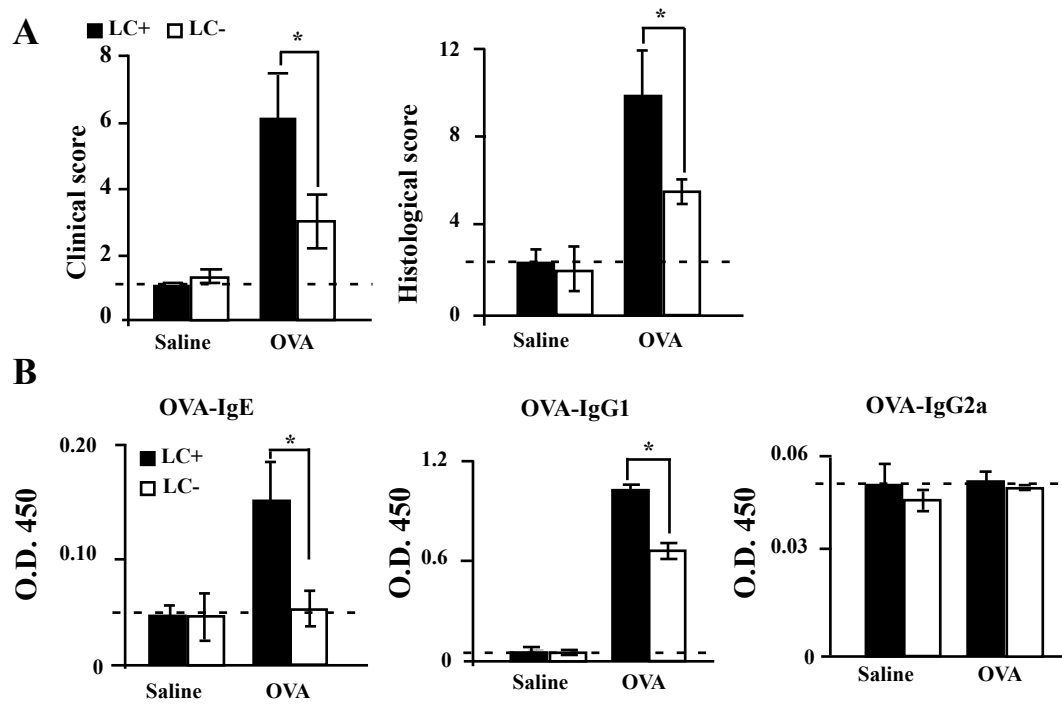 A
LC+ LC-
Clinical score
8
6
4
2
0
*
Saline OVA
Histological score
12
8
4
0
*
Saline OVA
B
OVA-IgE
O.D. 450
0.20
0.10
0
LC+
LC-
*
Saline OVA
OVA-IgG1
O.D. 450
1.2
0.6
0
*
Saline OVA
OVA-IgG2a
O.D. 450
0.06
0.03
0
Saline OVA